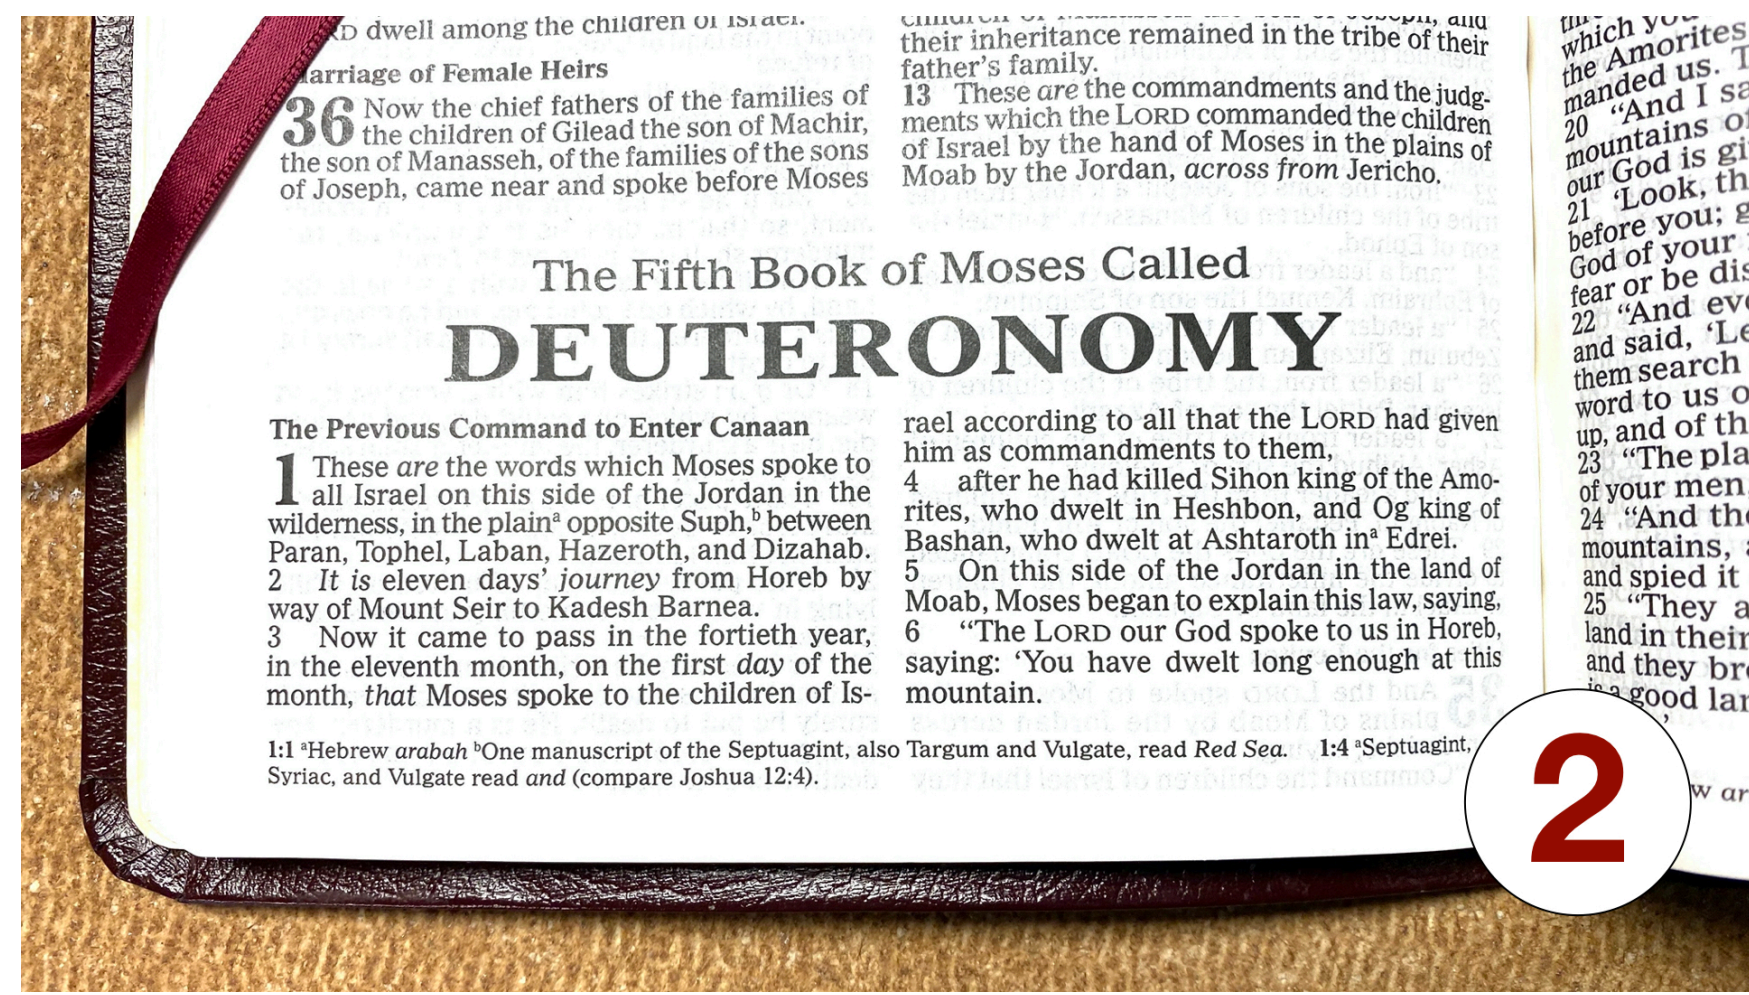 RD dwell among the children of Israel.
arriage of Female Heirs
36 Now the chief fathers of the families of
the children of Gilead the son of Machir,
the son of Manasseh, of the families of the sons
of Joseph, came near and spoke before Moses
children of Manasseh the son of Joseph, and
their inheritance remained in the tribe of their
father's family.
13 These are the commandments and the judg-
ments which the LORD commanded the children
of Israel by the hand of Moses in the plains of
Moab by the Jordan, across from Jericho.
The Fifth Book of Moses Called
DEUTERONOMY
The Previous Command to Enter Canaan
1 These are the words which Moses spoke to
all Israel on this side of the Jordan in the
wilderness, in the plainᵃ opposite Suph,ᵇ between
Paran, Tophel, Laban, Hazeroth, and Dizahab.
2 It is eleven days' journey from Horeb by
way of Mount Seir to Kadesh Barnea.
3 Now it came to pass in the fortieth year,
in the eleventh month, on the first day of the
month, that Moses spoke to the children of Is-
rael according to all that the LORD had given
him as commandments to them,
4 after he had killed Sihon king of the Amo-
rites, who dwelt in Heshbon, and Og king of
Bashan, who dwelt at Ashtaroth inᵃ Edrei.
5 On this side of the Jordan in the land of
Moab, Moses began to explain this law, saying,
6 "The LORD our God spoke to us in Horeb,
saying: 'You have dwelt long enough at this
mountain.
1:1 ᵃHebrew arabah ᵇOne manuscript of the Septuagint, also Targum and Vulgate, read Red Sea. 1:4 ᵃSeptuagint,
Syriac, and Vulgate read and (compare Joshua 12:4).
which you
the Amorites
manded us. T
20 "And I sa
mountains of
our God is gi
21 'Look, th
before you; g
God of your
fear or be dis
22 "And eve
and said, 'Le
them search
word to us o
up, and of th
23 "The pla
of your men,
24 "And the
mountains, a
and spied it
25 "They a
land in their
and they bro
is a good lan
w ar
2